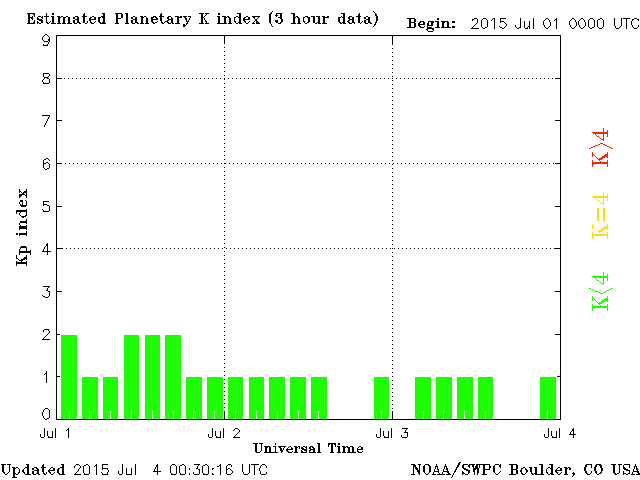 Estimated Planetary K index (3 hour data) Begin: 2015 Jul 01 0000 UTC
9
8
7
6
5
4
3
2
1
0
Kp index
Jul 1 Jul 2 Jul 3 Jul 4
Universal Time
K>4
K=4
K<4
Updated 2015 Jul 4 00:30:16 UTC NOAA/SWPC Boulder, CO USA